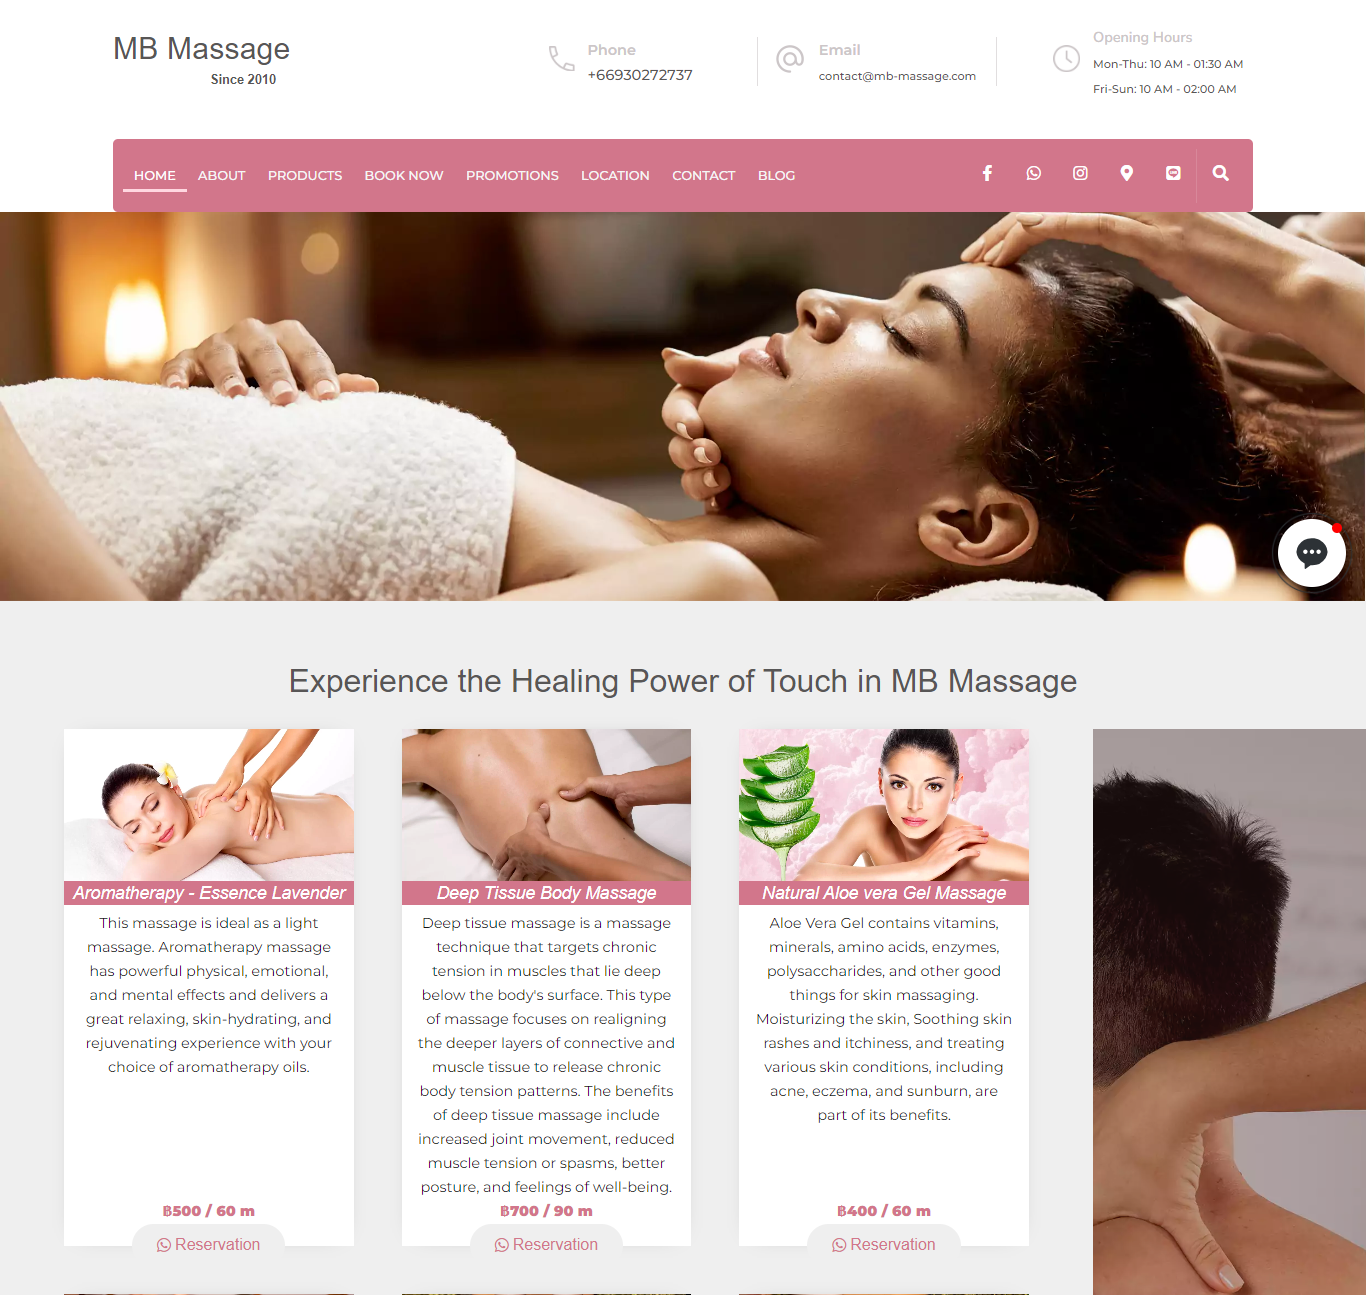 MB Massage
Since 2010
Phone
+66930272737
Email
contact@mb-massage.com
Opening Hours
Mon-Thu: 10 AM - 01:30 AM
Fri-Sun: 10 AM - 02:00 AM
HOME ABOUT PRODUCTS BOOK NOW PROMOTIONS LOCATION CONTACT BLOG
Experience the Healing Power of Touch in MB Massage
Aromatherapy - Essence Lavender
This massage is ideal as a light
massage. Aromatherapy massage
has powerful physical, emotional,
and mental effects and delivers a
great relaxing, skin-hydrating, and
rejuvenating experience with your
choice of aromatherapy oils.
฿500 / 60 m
Reservation
Deep Tissue Body Massage
Deep tissue massage is a massage
technique that targets chronic
tension in muscles that lie deep
below the body's surface. This type
of massage focuses on realigning
the deeper layers of connective and
muscle tissue to release chronic
body tension patterns. The benefits
of deep tissue massage include
increased joint movement, reduced
muscle tension or spasms, better
posture, and feelings of well-being.
฿700 / 90 m
Reservation
Natural Aloe vera Gel Massage
Aloe Vera Gel contains vitamins,
minerals, amino acids, enzymes,
polysaccharides, and other good
things for skin massaging.
Moisturizing the skin, Soothing skin
rashes and itchiness, and treating
various skin conditions, including
acne, eczema, and sunburn, are
part of its benefits.
฿400 / 60 m
Reservation